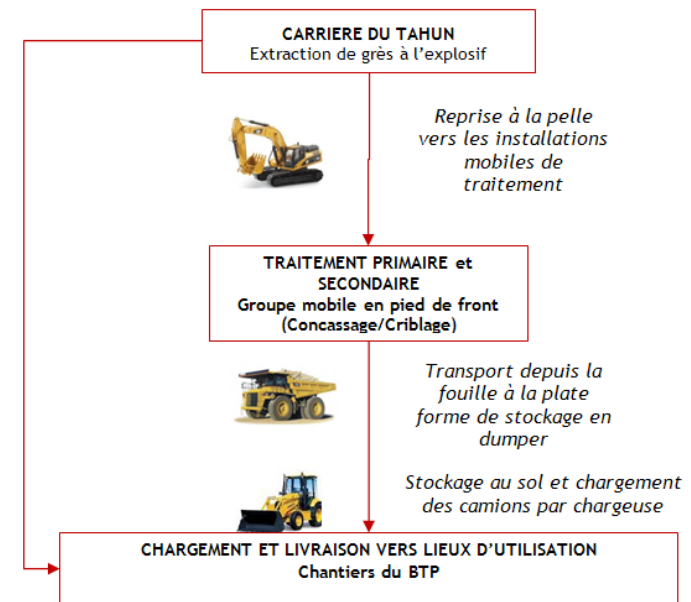 CARRIERE DU TAHUN
Extraction de grès à l'explosif
Reprise à la pelle
vers les installations
mobiles de
traitement
TRAITEMENT PRIMAIRE et
SECONDAIRE
Groupe mobile en pied de front
(Concassage/Criblage)
Transport depuis la
fouille à la plate
forme de stockage en
dumper
Stockage au sol et chargement
des camions par chargeuse
CHARGEMENT ET LIVRAISON VERS LIEUX D'UTILISATION
Chantiers du BTP